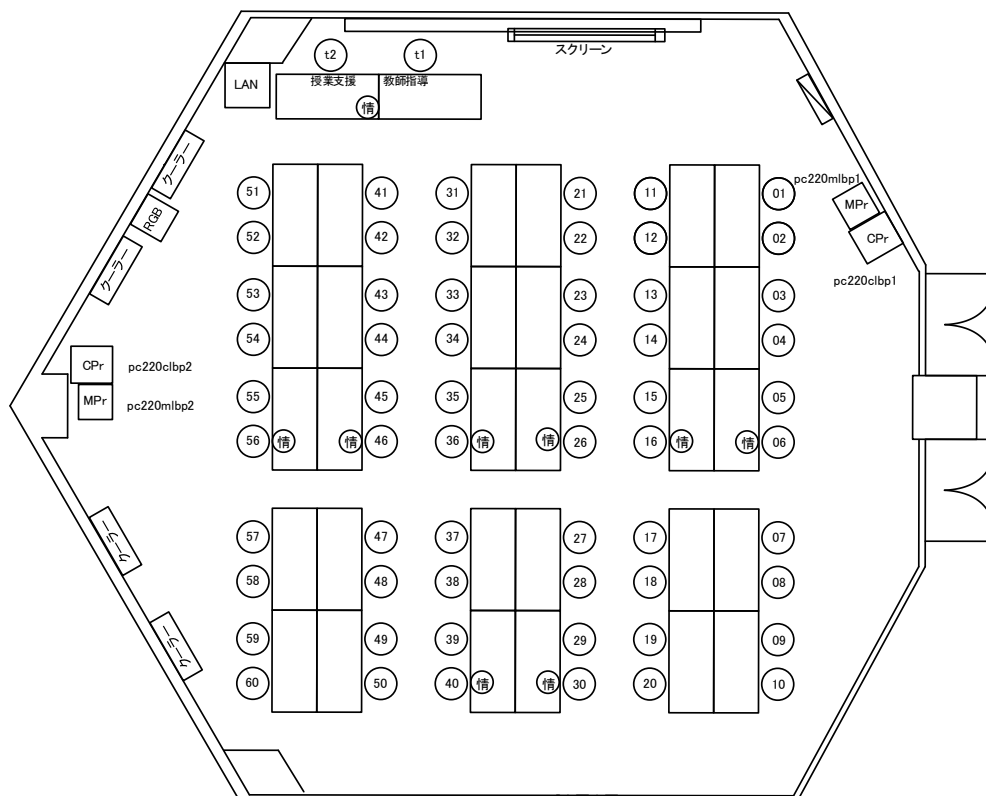 t2
t1
スクリーン
LAN
授業支援
教師指導
情
クーラー
RGB
クーラー
pc220mlbp1
MPr
CPr
pc220clbp1
51
41
31
21
11
01
52
42
32
22
12
02
53
43
33
23
13
03
54
44
34
24
14
04
CPr
pc220clbp2
MPr
pc220mlbp2
55
45
35
25
15
05
56
情
情
46
36
情
情
26
16
情
情
06
クーラー
クーラー
57
47
37
27
17
07
58
48
38
28
18
08
59
49
39
29
19
09
60
50
40
情
情
30
20
10